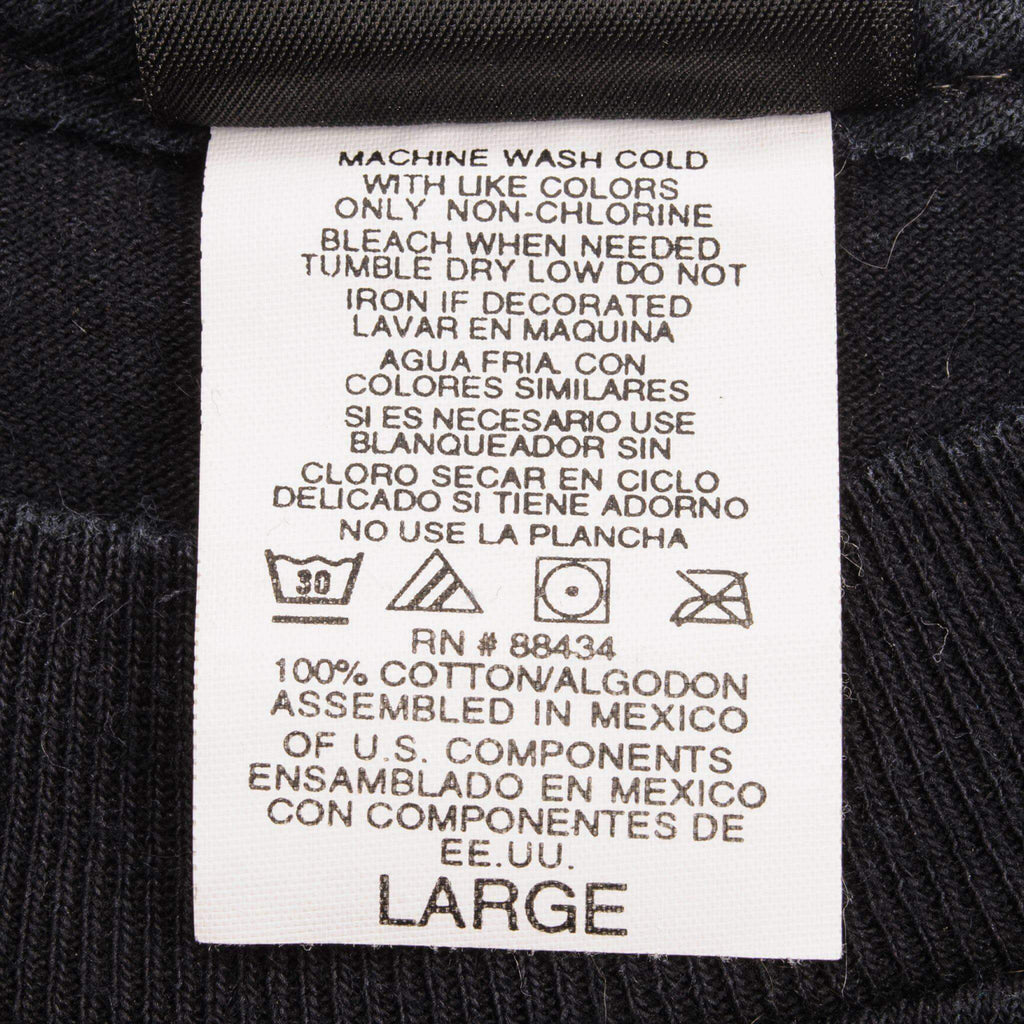 MACHINE WASH COLD
WITH LIKE COLORS
ONLY NON-CHLORINE
BLEACH WHEN NEEDED
TUMBLE DRY LOW DO NOT
IRON IF DECORATED
LAVAR EN MAQUINA
AGUA FRIA. CON
COLORES SIMILARES
SI ES NECESARIO USE
BLANQUEADOR SIN
CLORO SECAR EN CICLO
DELICADO SI TIENE ADORNO
NO USE LA PLANCHA
30
RN # 88434
100% COTTON/ALGODON
ASSEMBLED IN MEXICO
OF U.S. COMPONENTS
ENSAMBLADO EN MEXICO
CON COMPONENTES DE
EE.UU.
LARGE